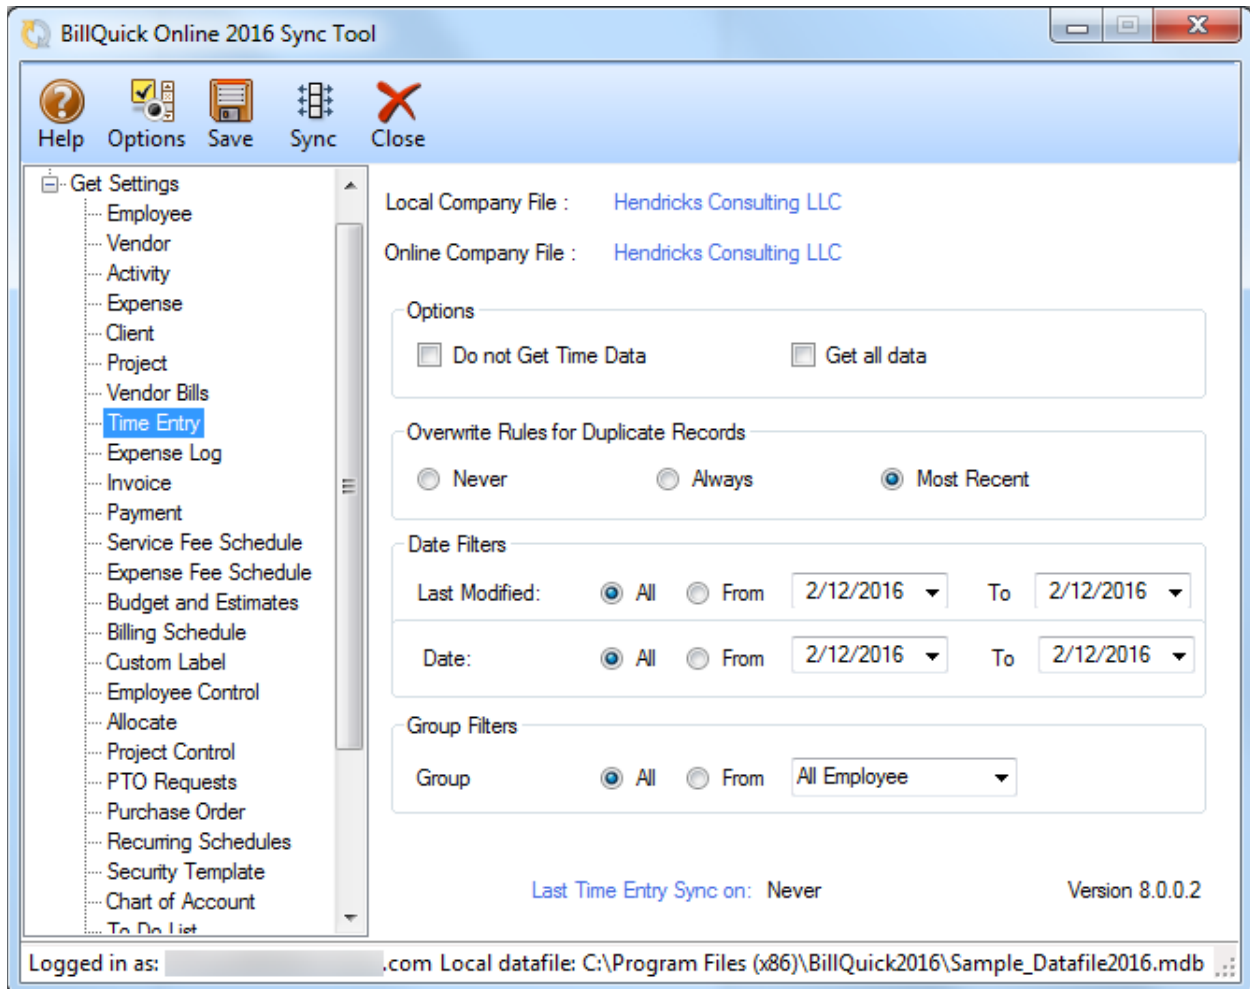 BillQuick Online 2016 Sync Tool
Help Options Save Sync Close
Get Settings
Employee
Vendor
Activity
Expense
Client
Project
Vendor Bills
Time Entry
Expense Log
Invoice
Payment
Service Fee Schedule
Expense Fee Schedule
Budget and Estimates
Billing Schedule
Custom Label
Employee Control
Allocate
Project Control
PTO Requests
Purchase Order
Recurring Schedules
Security Template
Chart of Account
To Do List
Local Company File : Hendricks Consulting LLC
Online Company File : Hendricks Consulting LLC
Options
Do not Get Time Data Get all data
Overwrite Rules for Duplicate Records
Never Always Most Recent
Date Filters
Last Modified: All From 2/12/2016 To 2/12/2016
Date: All From 2/12/2016 To 2/12/2016
Group Filters
Group All From All Employee
Last Time Entry Sync on: Never Version 8.0.0.2
Logged in as: .com Local datafile: C:\Program Files (x86)\BillQuick2016\Sample_Datafile2016.mdb